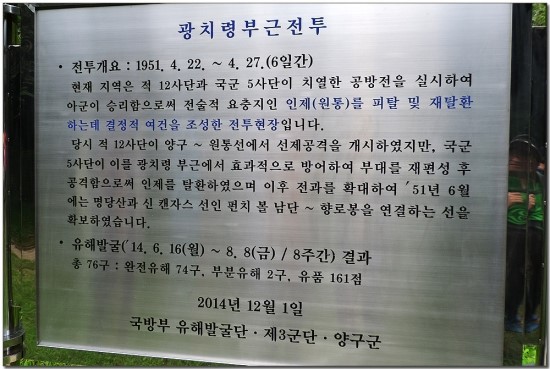 광치령부근전투
• 전투개요 : 1951. 4. 22. ~ 4. 27.(6일간)
현재 지역은 적 12사단과 국군 5사단이 치열한 공방전을 실시하여
아군이 승리함으로써 전술적 요충지인 인제(원통)를 피탈 및 재탈환
하는데 결정적 여건을 조성한 전투현장입니다.
당시 적 12사단이 양구 ~ 원통선에서 선제공격을 개시하였지만, 국군
5사단이 이를 광치령 부근에서 효과적으로 방어하여 부대를 재편성 후
공격함으로써 인제를 탈환하였으며 이후 전과를 확대하여 '51년 6월
에는 명당산과 신 캔자스 선인 펀치 볼 남단 ~ 향로봉을 연결하는 선을
확보하였습니다.
• 유해발굴('14. 6. 16(월) ~ 8. 8(금) / 8주간) 결과
총 76구 : 완전유해 74구, 부분유해 2구, 유품 161점
2014년 12월 1일
국방부 유해발굴단 · 제3군단 · 양구군